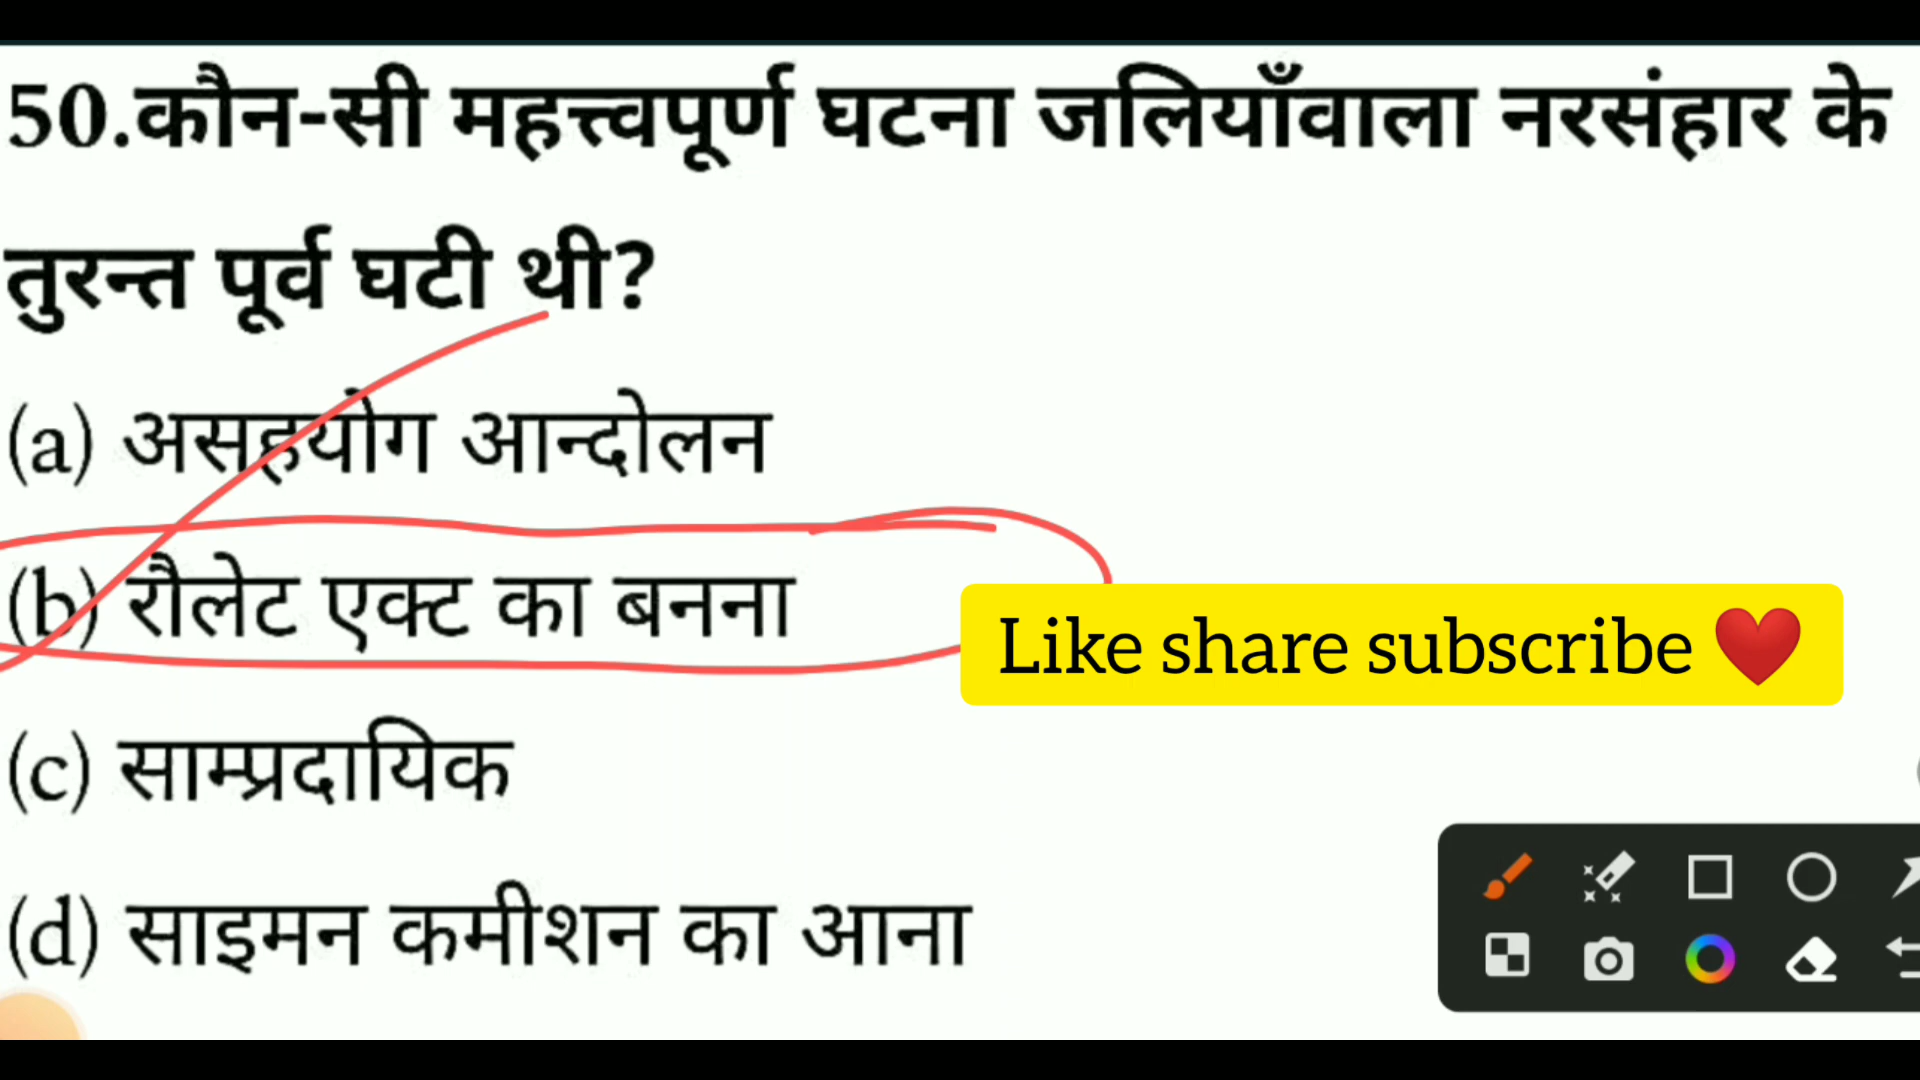 50.कौन-सी महत्त्वपूर्ण घटना जलियाँवाला नरसंहार के
तुरन्त पूर्व घटी थी?
(a) असहयोग आन्दोलन
(b) रौलेट एक्ट का बनना
Like share subscribe ❤️
(c) साम्प्रदायिक
(d) साइमन कमीशन का आना